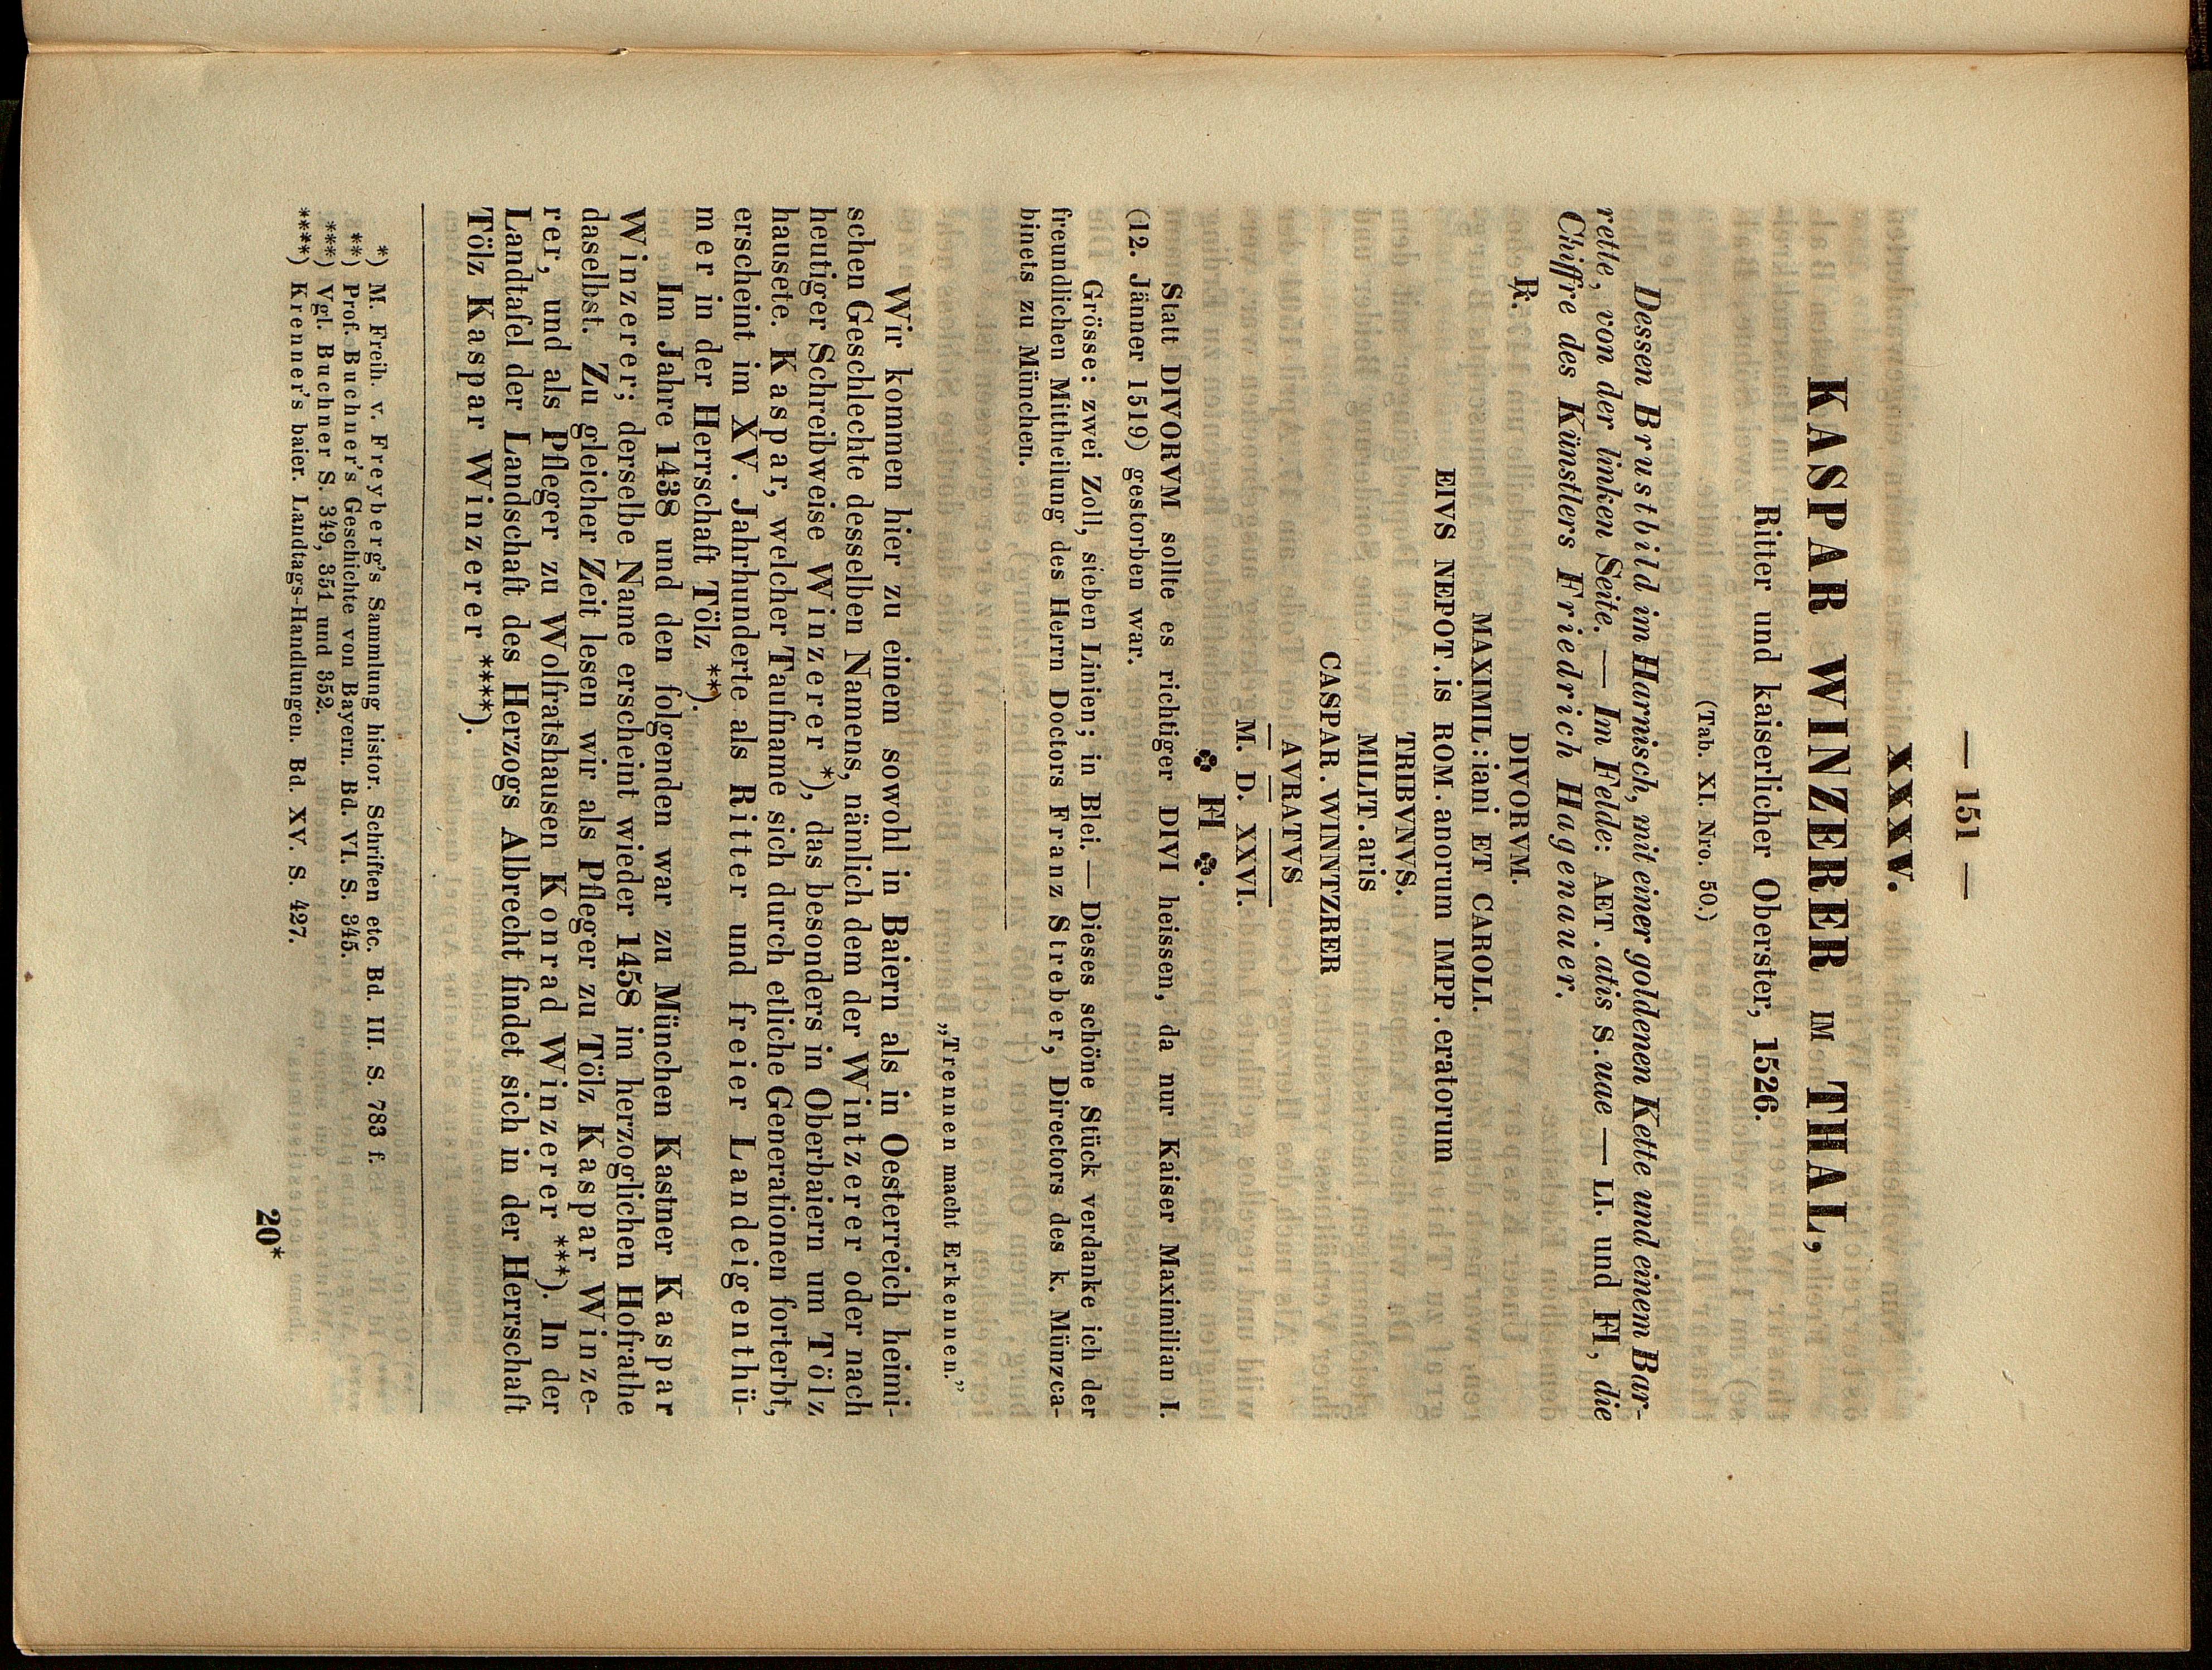 — 151 —
XXXV.
KASPAR WINZERER IM THAL,
Ritter und kaiserlicher Oberster, 1526.
(Tab. XI. Nro. 50.)
Dessen Brustbild im Harnisch, mit einer goldenen Kette und einem Bar-
rette, von der linken Seite. — Im Felde: AET. atis S.uae — LI. und FH, die
Chiffre des Künstlers Friedrich Hagenauer.
R. DIVORVM.
MAXIMIL:iani ET CAROLI.
EIVS NEPOT.is ROM.anorum IMPP.eratorum
TRIBVNVS.
MILIT.aris
CASPAR. WINNTZRER
AVRATVS
M. D. XXVI.
✤ FH ✤.
Statt DIVORVM sollte es richtiger DIVI heissen, da nur Kaiser Maximilian I.
(12. Jänner 1519) gestorben war.
Grösse: zwei Zoll, sieben Linien; in Blei. — Dieses schöne Stück verdanke ich der
freundlichen Mittheilung des Herrn Doctors Franz Streber, Directors des k. Münzca-
binets zu München.
„Trennen macht Erkennen.”
Wir kommen hier zu einem sowohl in Baiern als in Oesterreich heimi-
schen Geschlechte desselben Namens, nämlich dem der Wintzerer oder nach
heutiger Schreibweise Winzerer *), das besonders in Oberbaiern um Tölz
hausete. Kaspar, welcher Taufname sich durch etliche Generationen forterbt,
erscheint im XV. Jahrhunderte als Ritter und freier Landeigenthü-
mer in der Herrschaft Tölz **).
Im Jahre 1438 und den folgenden war zu München Kastner Kaspar
Winzerer; derselbe Name erscheint wieder 1458 im herzoglichen Hofrathe
daselbst. Zu gleicher Zeit lesen wir als Pfleger zu Tölz Kaspar Winze-
rer, und als Pfleger zu Wolfratshausen Konrad Winzerer ***). In der
Landtafel der Landschaft des Herzogs Albrecht findet sich in der Herrschaft
Tölz Kaspar Winzerer ****).
*) M. Freih. v. Freyberg's Sammlung histor. Schriften etc. Bd. III. S. 783 f.
**) Prof. Buchner's Geschichte von Bayern. Bd. VI. S. 345.
***) Vgl. Buchner S. 349, 351 und 352.
****) Krenner's baier. Landtags-Handlungen. Bd. XV. S. 427.
20*